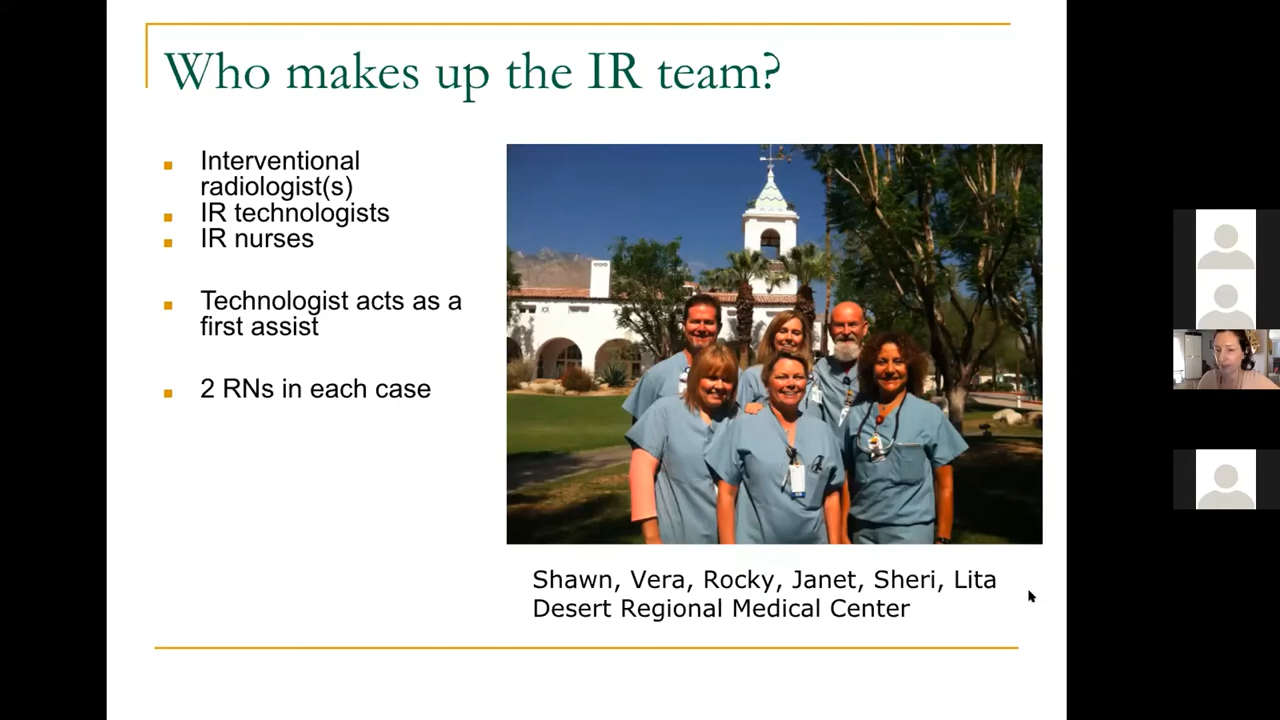 Who makes up the IR team?
Interventional
radiologist(s)
IR technologists
IR nurses
Technologist acts as a
first assist
2 RNs in each case
Shawn, Vera, Rocky, Janet, Sheri, Lita
Desert Regional Medical Center